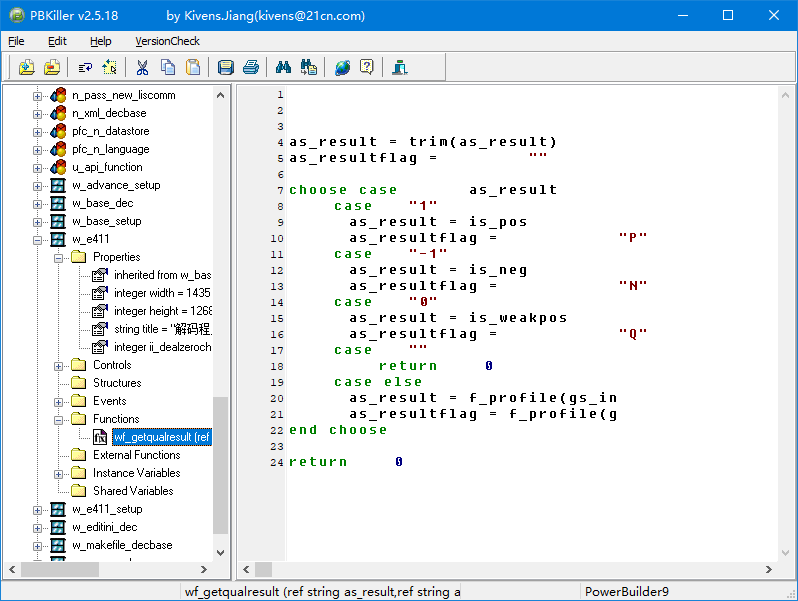 PBKiller v2.5.18 by KivensJiang(kivens@21cn.com)
File Edit Help VersionCheck
n_pass_new_liscomm
n_xml_decbase
pfc_n_datastore
pfc_n_language
u_api_function
w_advance_setup
w_base_dec
w_base_setup
w_e411
Properties
inherited from w_bas
integer width = 1435
integer height = 1268
string title = "解码程
integer ii_dealzeroch
Controls
Structures
Events
Functions
wf_getqualresult (ref
External Functions
Instance Variables
Shared Variables
w_e411_setup
w_editini_dec
w_makefile_decbase
1
2
3
4 as_result = trim(as_result)
5 as_resultflag = ""
6
7 choose case as_result
8 case "1"
9 as_result = is_pos
10 as_resultflag = "P"
11 case "-1"
12 as_result = is_neg
13 as_resultflag = "N"
14 case "0"
15 as_result = is_weakpos
16 as_resultflag = "Q"
17 case ""
18 return 0
19 case else
20 as_result = f_profile(gs_in
21 as_resultflag = f_profile(g
22 end choose
23
24 return 0
wf_getqualresult (ref string as_result,ref string a PowerBuilder9